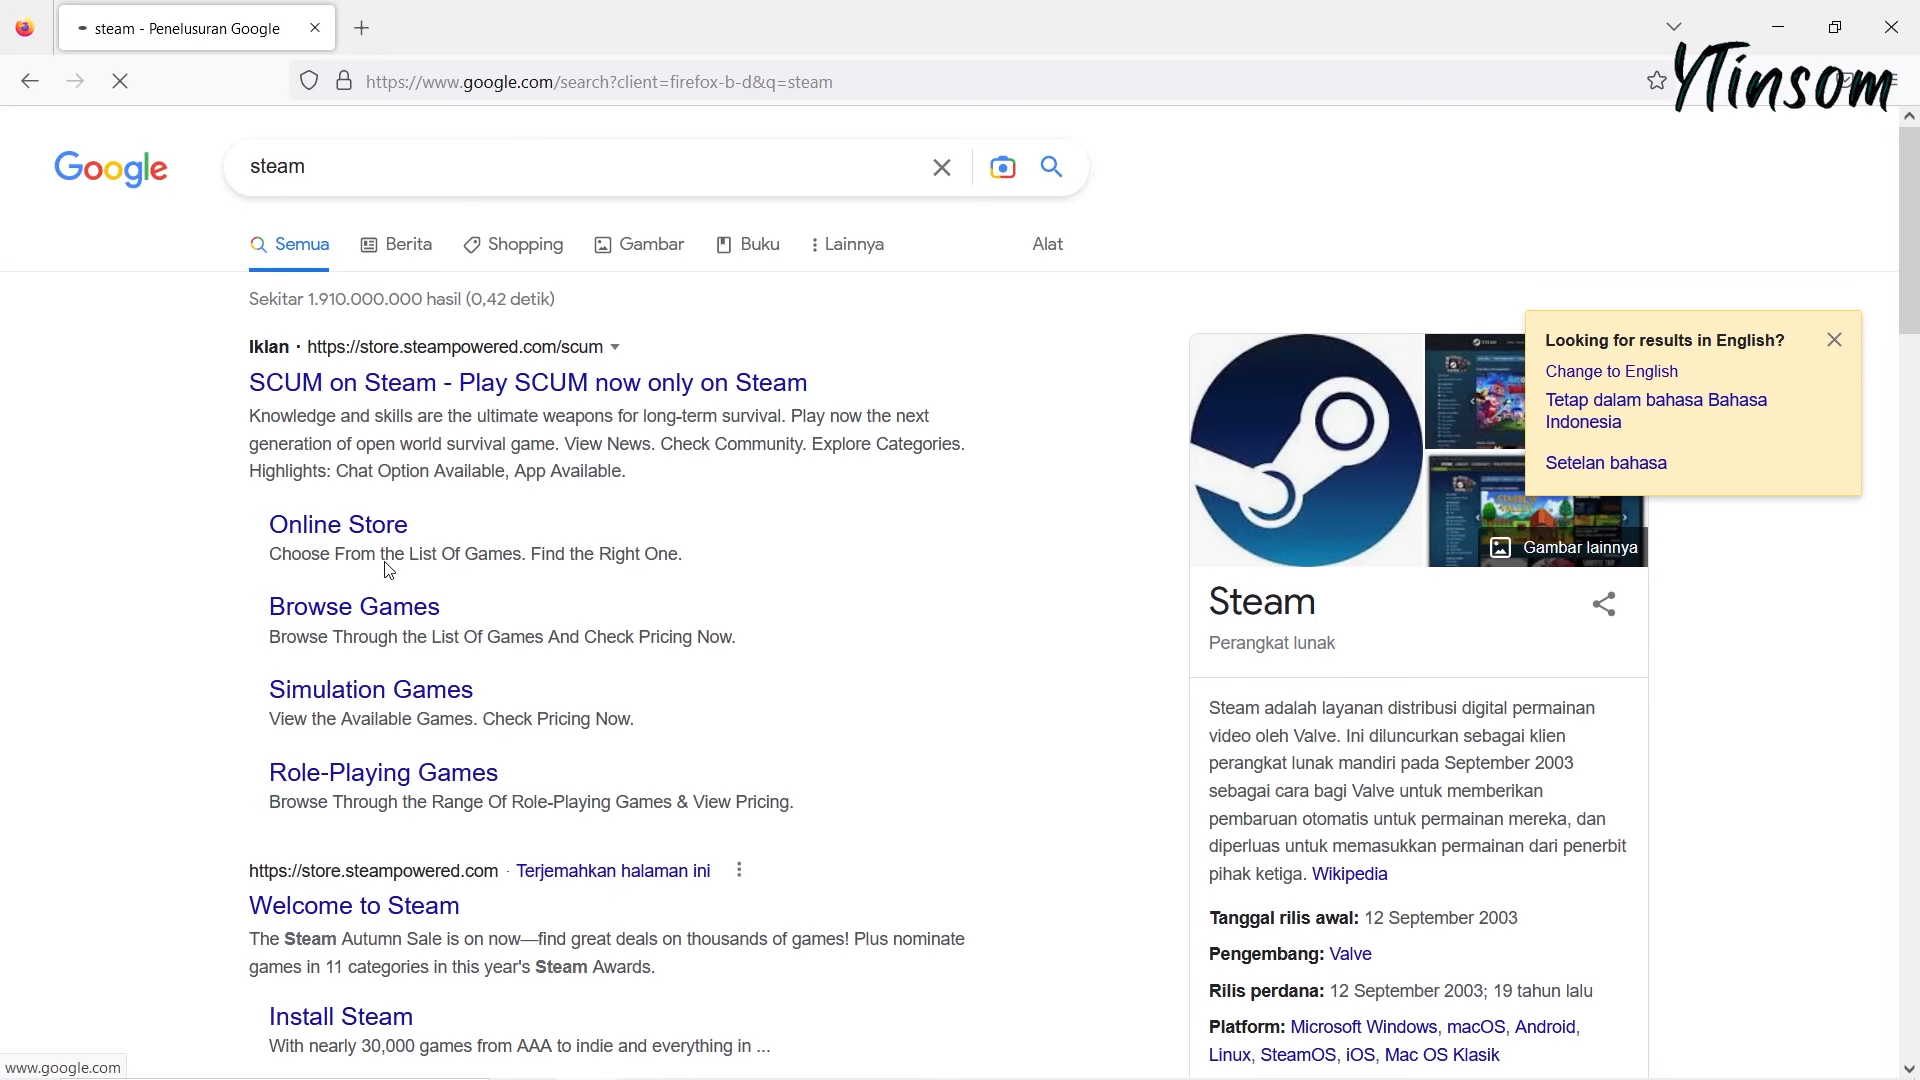 steam - Penelusuran Google
https://www.google.com/search?client=firefox-b-d&q=steam
YTinsom
Google
steam
Semua
Berita
Shopping
Gambar
Buku
Lainnya
Alat
Sekitar 1.910.000.000 hasil (0,42 detik)
Iklan · https://store.steampowered.com/scum
SCUM on Steam - Play SCUM now only on Steam
Knowledge and skills are the ultimate weapons for long-term survival. Play now the next
generation of open world survival game. View News. Check Community. Explore Categories.
Highlights: Chat Option Available, App Available.
Online Store
Choose From the List Of Games. Find the Right One.
Browse Games
Browse Through the List Of Games And Check Pricing Now.
Simulation Games
View the Available Games. Check Pricing Now.
Role-Playing Games
Browse Through the Range Of Role-Playing Games & View Pricing.
https://store.steampowered.com · Terjemahkan halaman ini
Welcome to Steam
The Steam Autumn Sale is on now—find great deals on thousands of games! Plus nominate
games in 11 categories in this year's Steam Awards.
Install Steam
With nearly 30,000 games from AAA to indie and everything in ...
www.google.com
Looking for results in English?
Change to English
Tetap dalam bahasa Bahasa
Indonesia
Setelan bahasa
Gambar lainnya
Steam
Perangkat lunak
Steam adalah layanan distribusi digital permainan
video oleh Valve. Ini diluncurkan sebagai klien
perangkat lunak mandiri pada September 2003
sebagai cara bagi Valve untuk memberikan
pembaruan otomatis untuk permainan mereka, dan
diperluas untuk memasukkan permainan dari penerbit
pihak ketiga. Wikipedia
Tanggal rilis awal: 12 September 2003
Pengembang: Valve
Rilis perdana: 12 September 2003; 19 tahun lalu
Platform: Microsoft Windows, macOS, Android,
Linux, SteamOS, iOS, Mac OS Klasik